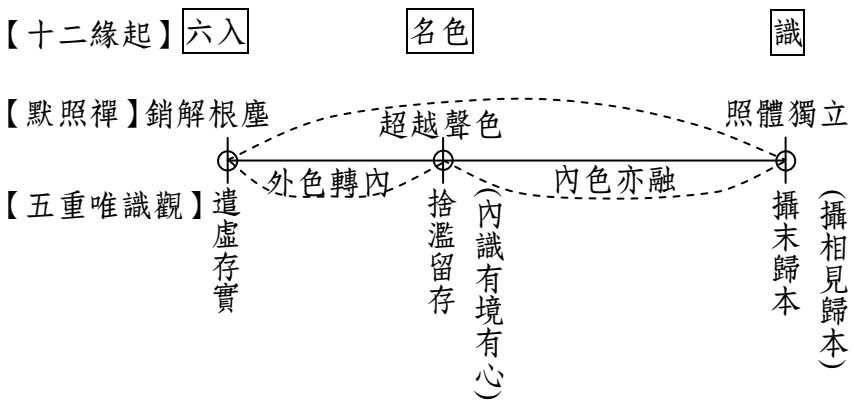 【十二緣起】六入 名色 識
【默照禪】銷解根塵 超越聲色 照體獨立
外色轉內 內色亦融
【五重唯識觀】遣虛存實 捨濫留存 (內識有境有心) 攝末歸本 (攝相見歸本)